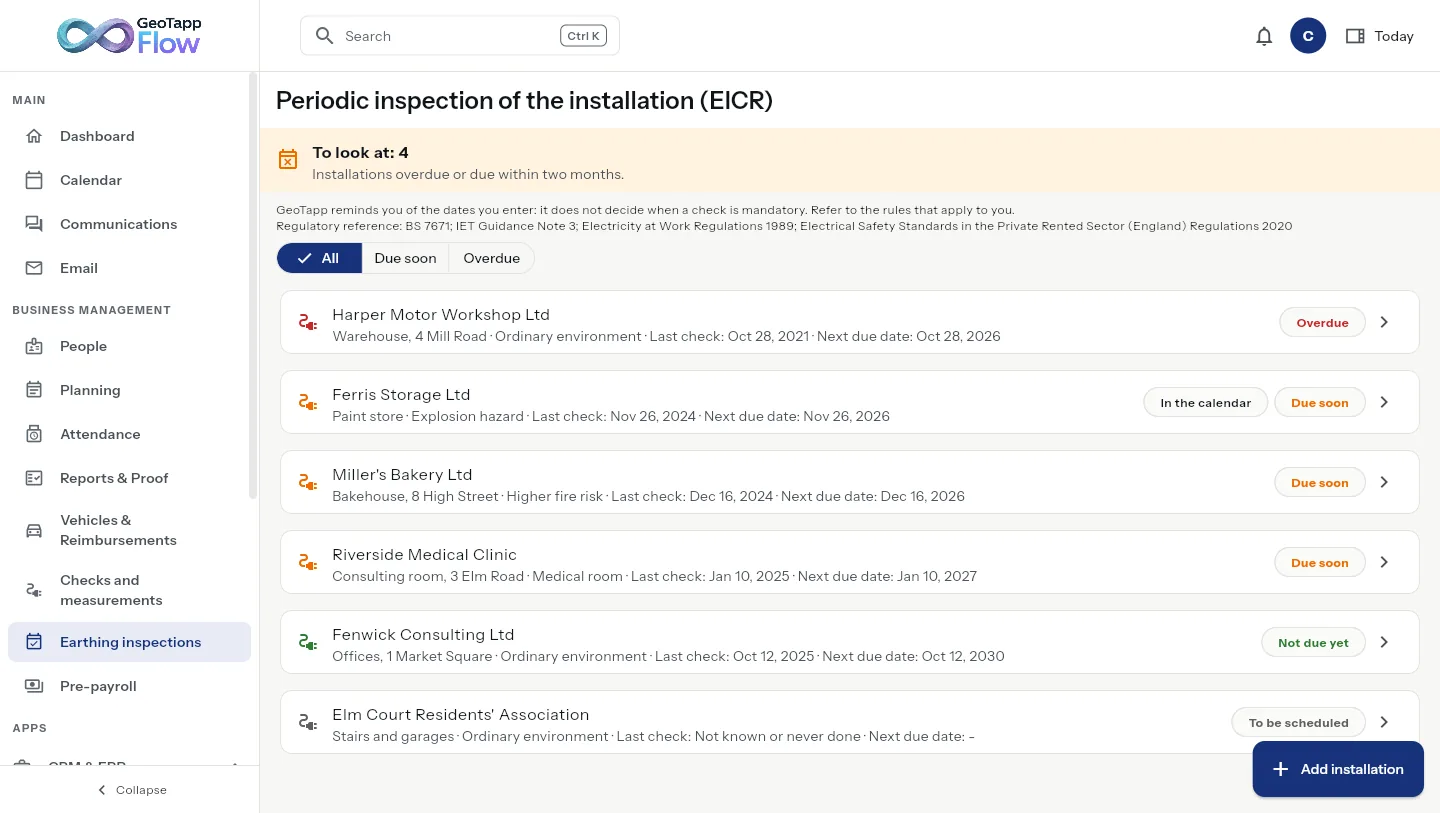 GeoTapp
Flow
Search
Ctrl K
C
Today
MAIN
Dashboard
Calendar
Communications
Email
BUSINESS MANAGEMENT
People
Planning
Attendance
Reports & Proof
Vehicles &
Reimbursements
Checks and
measurements
Earthing inspections
Pre-payroll
APPS
CRM & ERP
Collapse
Periodic inspection of the installation (EICR)
To look at: 4
Installations overdue or due within two months.
GeoTapp reminds you of the dates you enter: it does not decide when a check is mandatory. Refer to the rules that apply to you.
Regulatory reference: BS 7671; IET Guidance Note 3; Electricity at Work Regulations 1989; Electrical Safety Standards in the Private Rented Sector (England) Regulations 2020
All
Due soon
Overdue
Harper Motor Workshop Ltd
Warehouse, 4 Mill Road · Ordinary environment · Last check: Oct 28, 2021 · Next due date: Oct 28, 2026
Overdue
Ferris Storage Ltd
Paint store · Explosion hazard · Last check: Nov 26, 2024 · Next due date: Nov 26, 2026
In the calendar
Due soon
Miller's Bakery Ltd
Bakehouse, 8 High Street · Higher fire risk · Last check: Dec 16, 2024 · Next due date: Dec 16, 2026
Due soon
Riverside Medical Clinic
Consulting room, 3 Elm Road · Medical room · Last check: Jan 10, 2025 · Next due date: Jan 10, 2027
Due soon
Fenwick Consulting Ltd
Offices, 1 Market Square · Ordinary environment · Last check: Oct 12, 2025 · Next due date: Oct 12, 2030
Not due yet
Elm Court Residents' Association
Stairs and garages · Ordinary environment · Last check: Not known or never done · Next due date: -
To be scheduled
Add installation